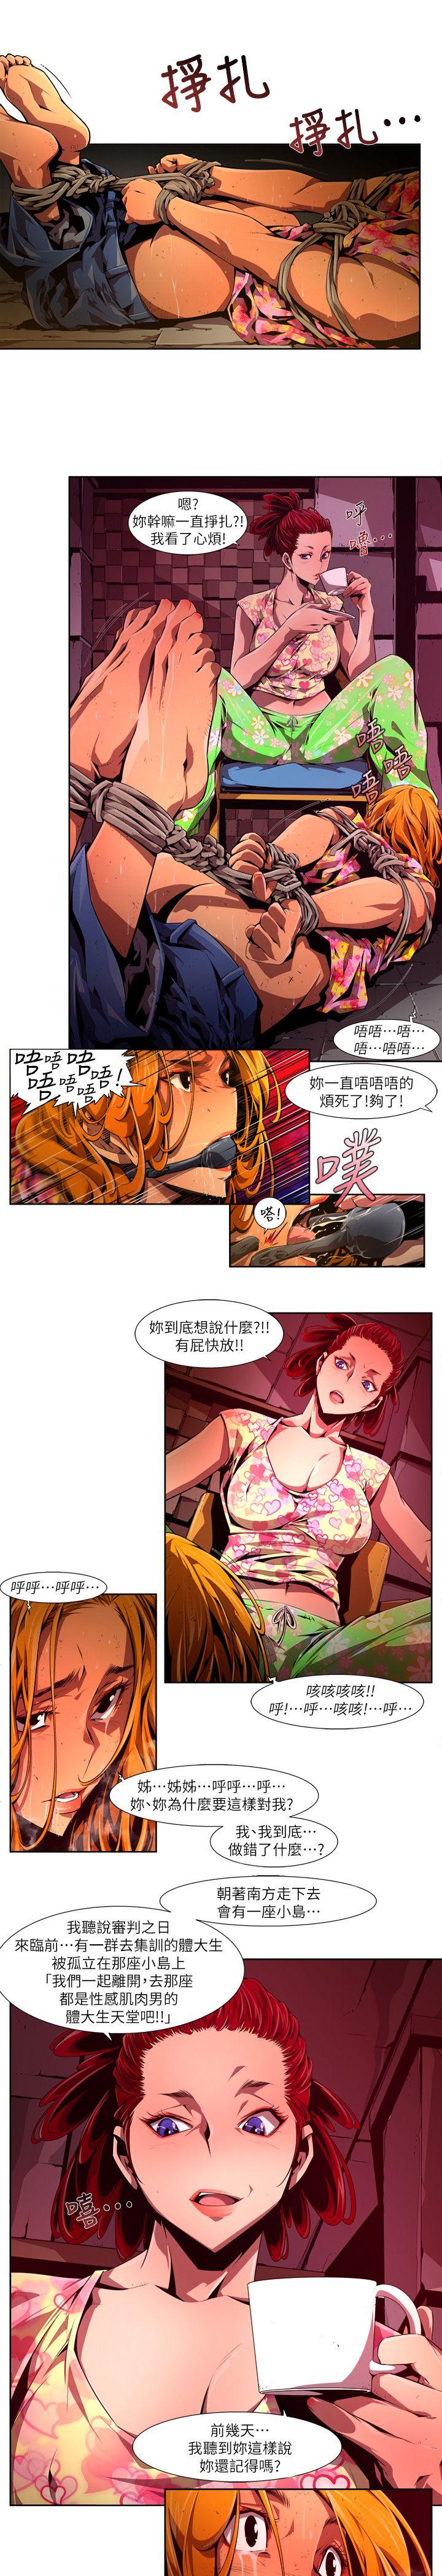 掙扎
掙扎…
嗯?
妳幹嘛一直掙扎?!
我看了心煩!
呼
嚕…
唔
唔
唔
唔唔…唔…
唔…唔唔…
唔唔唔
唔唔唔!
妳一直唔唔唔的
煩死了!夠了!
噗
嗒!
妳到底想說什麼?!!
有屁快放!!
呼呼…呼呼…
咳咳咳咳!!
呼!…呼…咳咳!…呼…
姊…姊姊…呼呼…呼…
妳、妳為什麼要這樣對我?
我、我到底…
做錯了什麼…?
朝著南方走下去
會有一座小島…
我聽說審判之日
來臨前…有一群去集訓的體大生
被孤立在那座小島上
「我們一起離開,去那座
都是性感肌肉男的
體大生天堂吧!!」
嘻…
前幾天…
我聽到妳這樣說
妳還記得嗎?